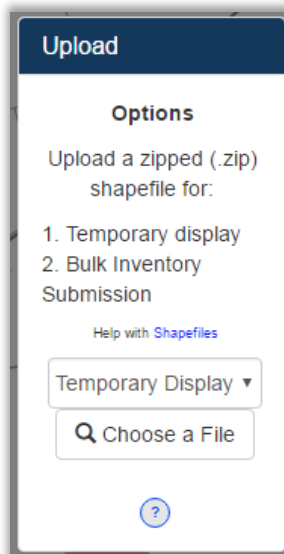 Upload
Options
Upload a zipped (.zip)
shapefile for:
1. Temporary display
2. Bulk Inventory
Submission
Help with Shapefiles
Temporary Display ▾
Choose a File
?